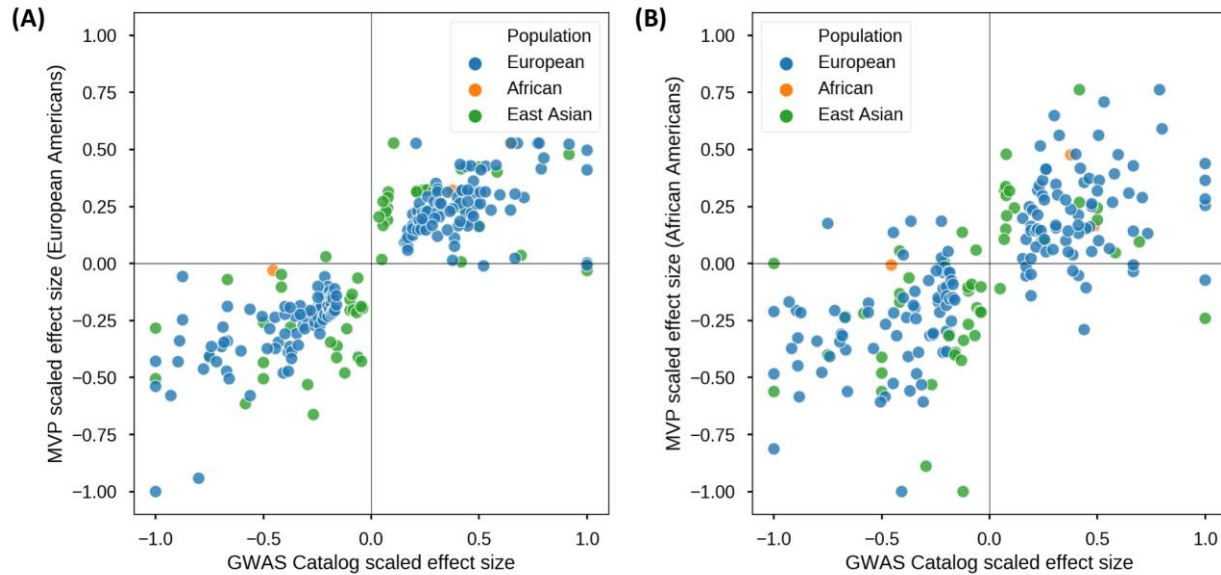 (A)
MVP scaled effect size (European Americans)
1.00
0.75
0.50
0.25
0.00
−0.25
−0.50
−0.75
−1.00
−1.0
−0.5
0.0
0.5
1.0
GWAS Catalog scaled effect size
Population
European
African
East Asian
(B)
MVP scaled effect size (African Americans)
1.00
0.75
0.50
0.25
0.00
−0.25
−0.50
−0.75
−1.00
−1.0
−0.5
0.0
0.5
1.0
GWAS Catalog scaled effect size
Population
European
African
East Asian